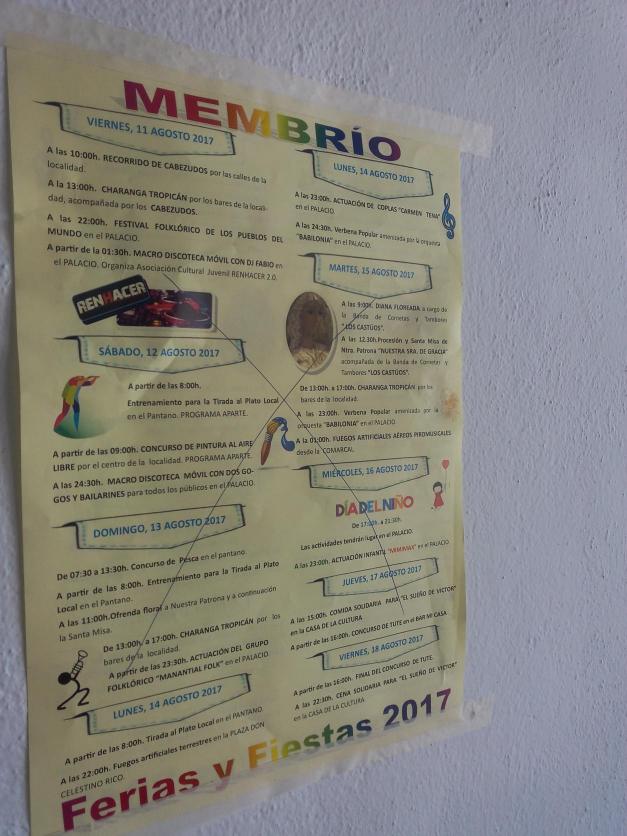 MEMBRÍO
VIERNES, 11 AGOSTO 2017
A las 10:00h. RECORRIDO DE CABEZUDOS por las calles de la
localidad.
A la 13:00h. CHARANGA TROPICÁN por los bares de la locali-
dad, acompañada por los CABEZUDOS.
A las 22:00h. FESTIVAL FOLKLÓRICO DE LOS PUEBLOS DEL
MUNDO en el PALACIO.
A partir de la 01:30h. MACRO DISCOTECA MÓVIL CON DJ FABIO en
el PALACIO. Organiza Asociación Cultural Juvenil RENHACER 2.0.
RENHACER
SÁBADO, 12 AGOSTO 2017
A partir de las 8:00h.
Entrenamiento para la Tirada al Plato Local
en el Pantano. PROGRAMA APARTE.
A partir de las 09:00h. CONCURSO DE PINTURA AL AIRE
LIBRE por el centro de la localidad. PROGRAMA APARTE.
A las 24:30h. MACRO DISCOTECA MÓVIL CON DOS GO-
GOS Y BAILARINES para todos los públicos en el PALACIO.
DOMINGO, 13 AGOSTO 2017
De 07:30 a 13:30h. Concurso de Pesca en el pantano.
A partir de las 8:00h. Entrenamiento para la Tirada al Plato
Local en el Pantano.
A las 11:00h.Ofrenda floral a Nuestra Patrona y a continuación
la Santa Misa.
De 13:00h. a 17:00h. CHARANGA TROPICÁN por los
bares de la localidad.
A partir de las 23:30h. ACTUACIÓN DEL GRUPO
FOLKLÓRICO "MANANTIAL FOLK" en el PALACIO.
LUNES, 14 AGOSTO 2017
A partir de las 8:00h. Tirada al Plato Local en el PANTANO.
A las 22:00h. Fuegos artificiales terrestres en la PLAZA DON
CELESTINO RICO.
LUNES, 14 AGOSTO 2017
A las 23:00h. ACTUACIÓN DE COPLAS "CARMEN TENA"
en el PALACIO.
A las 24:30h. Verbena Popular amenizada por la orquesta
"BABILONIA" en el PALACIO.
MARTES, 15 AGOSTO 2017
A las 9:00h. DIANA FLOREADA a cargo de
la Banda de Cornetas y Tambores
"LOS CASTÚOS".
A las 12.30h.Procesión y Santa Misa de
Ntra. Patrona "NUESTRA SRA. DE GRACIA"
acompañada de la Banda de Cornetas y
Tambores "LOS CASTÚOS".
De 13:00h. a 17:00h. CHARANGA TROPICÁN por los
bares de la localidad.
A las 23:00h. Verbena Popular amenizada por la
orquesta "BABILONIA" en el PALACIO.
A la 01:00h. FUEGOS ARTIFICIALES AÉREOS PIROMUSICALES
desde la COMARCAL.
MIÉRCOLES, 16 AGOSTO 2017
DÍA DEL NIÑO
De 17:00h. a 21:30h.
Las actividades tendrán lugar en el PALACIO.
A las 23:00h. ACTUACIÓN INFANTIL "MIMIMAX" en el PALACIO.
JUEVES, 17 AGOSTO 2017
A las 15:00h. COMIDA SOLIDARIA PARA "EL SUEÑO DE VICTOR"
en la CASA DE LA CULTURA
A partir de las 16:00h. CONCURSO DE TUTE en el BAR MI CASA
VIERNES, 18 AGOSTO 2017
A partir de las 16:00h. FINAL DEL CONCURSO DE TUTE.
A las 22:30h. CENA SOLIDARIA PARA "EL SUEÑO DE VICTOR"
en la CASA DE LA CULTURA.
Ferias y Fiestas 2017